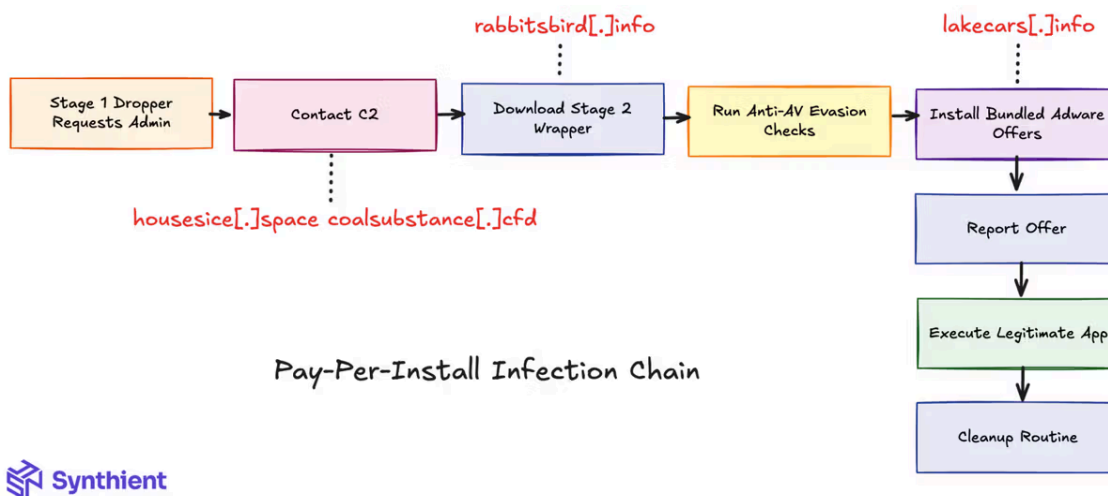 rabbitsbird[.]info
lakecars[.]info
Stage 1 Dropper
Requests Admin
Contact C2
Download Stage 2
Wrapper
Run Anti-AV Evasion
Checks
Install Bundled Adware
Offers
housesice[.]space coalsubstance[.]cfd
Report Offer
Execute Legitimate App
Pay-Per-Install Infection Chain
Cleanup Routine
Synthient